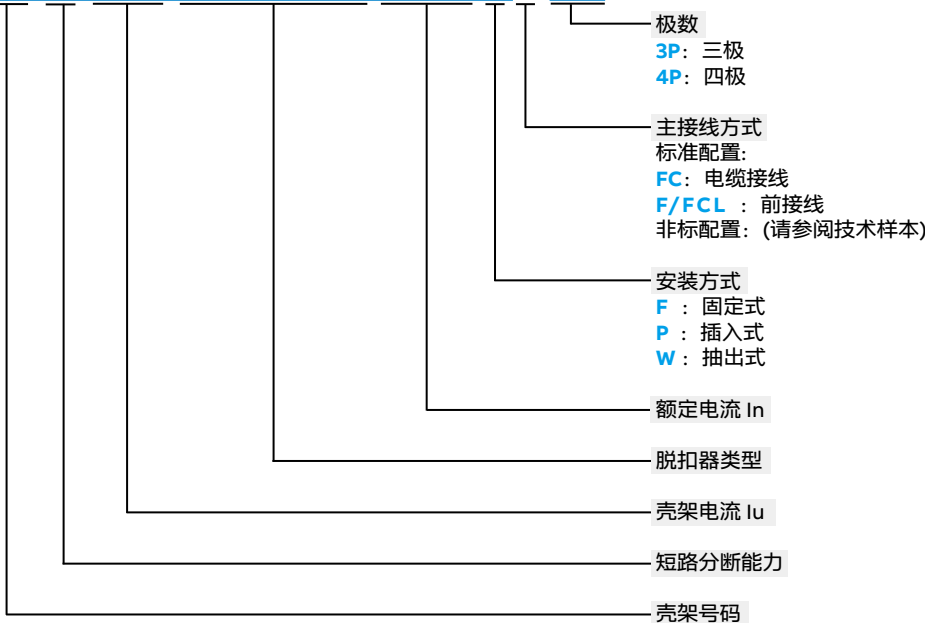 极数
3P：三极
4P：四极
主接线方式
标准配置:
FC：电缆接线
F/FCL ：前接线
非标配置：(请参阅技术样本)
安装方式
F ：固定式
P ：插入式
W ：抽出式
额定电流 In
脱扣器类型
壳架电流 Iu
短路分断能力
壳架号码